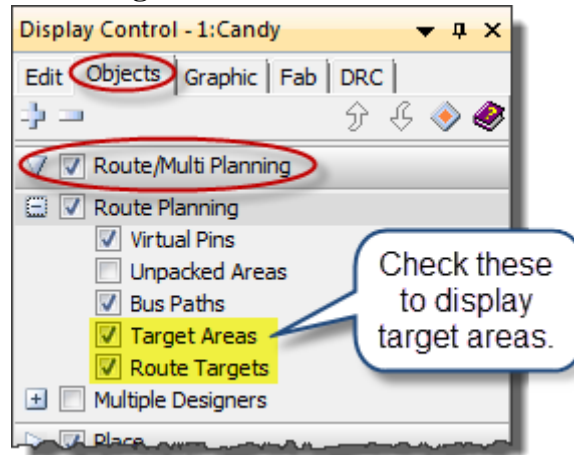 Display Control - 1:Candy
Edit Objects Graphic Fab DRC
Route/Multi Planning
Route Planning
Virtual Pins
Unpacked Areas
Bus Paths
Target Areas
Route Targets
Multiple Designers
Place
Check these
to display
target areas.